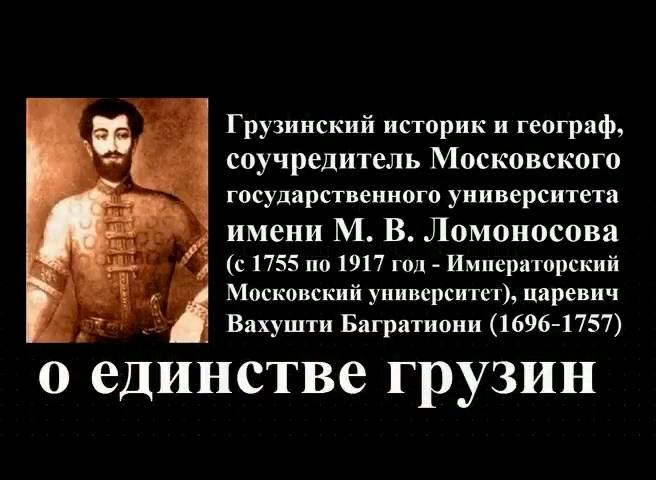 Грузинский историк и географ,
соучредитель Московского
государственного университета
имени М. В. Ломоносова
(с 1755 по 1917 год - Императорский
Московский университет), царевич
Вахушти Багратиони (1696-1757)
о единстве грузин